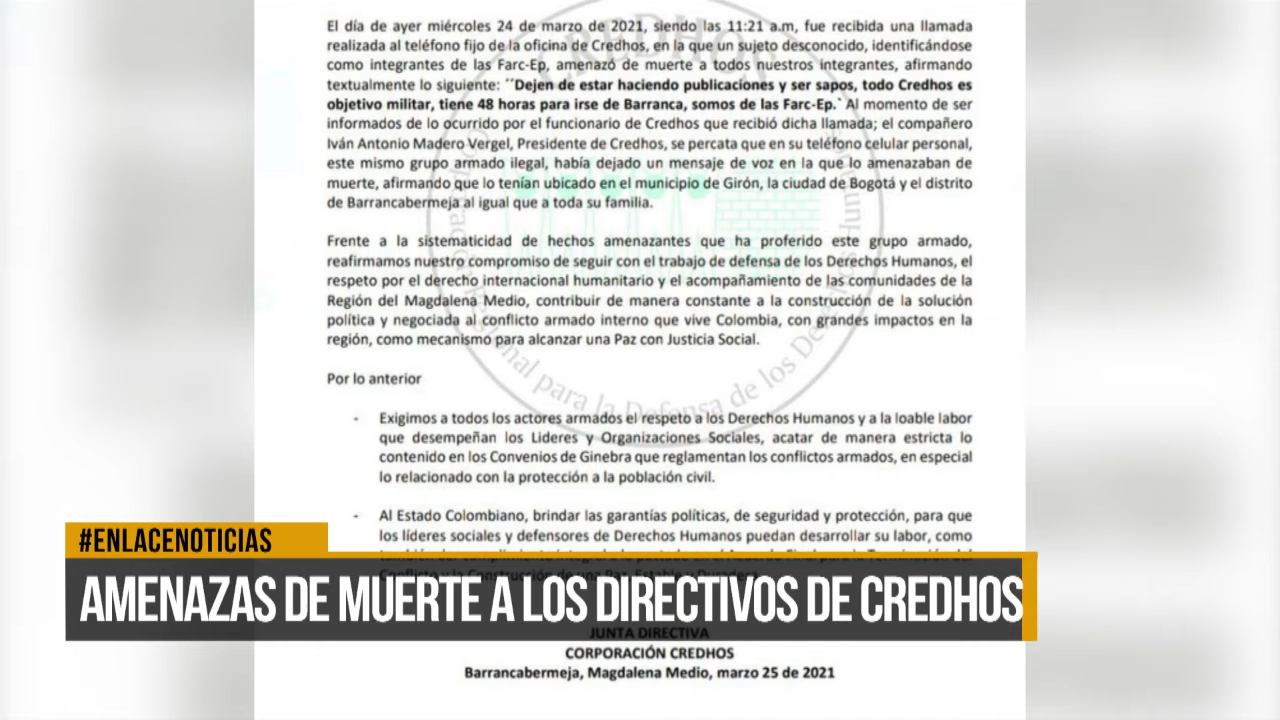 El día de ayer miércoles 24 de marzo de 2021, siendo las 11:21 a.m, fue recibida una llamada
realizada al teléfono fijo de la oficina de Credhos, en la que un sujeto desconocido, identificándose
como integrantes de las Farc-Ep, amenazó de muerte a todos nuestros integrantes, afirmando
textualmente lo siguiente: ``Dejen de estar haciendo publicaciones y ser sapos, todo Credhos es
objetivo militar, tiene 48 horas para irse de Barranca, somos de las Farc-Ep.` Al momento de ser
informados de lo ocurrido por el funcionario de Credhos que recibió dicha llamada; el compañero
Iván Antonio Madero Vergel, Presidente de Credhos, se percata que en su teléfono celular personal,
este mismo grupo armado ilegal, había dejado un mensaje de voz en la que lo amenazaban de
muerte, afirmando que lo tenían ubicado en el municipio de Girón, la ciudad de Bogotá y el distrito
de Barrancabermeja al igual que a toda su familia.
Frente a la sistematicidad de hechos amenazantes que ha proferido este grupo armado,
reafirmamos nuestro compromiso de seguir con el trabajo de defensa de los Derechos Humanos, el
respeto por el derecho internacional humanitario y el acompañamiento de las comunidades de la
Región del Magdalena Medio, contribuir de manera constante a la construcción de la solución
política y negociada al conflicto armado interno que vive Colombia, con grandes impactos en la
región, como mecanismo para alcanzar una Paz con Justicia Social.
Por lo anterior
- Exigimos a todos los actores armados el respeto a los Derechos Humanos y a la loable labor
que desempeñan los Lideres y Organizaciones Sociales, acatar de manera estricta lo
contenido en los Convenios de Ginebra que reglamentan los conflictos armados, en especial
lo relacionado con la protección a la población civil.
- Al Estado Colombiano, brindar las garantías políticas, de seguridad y protección, para que
los líderes sociales y defensores de Derechos Humanos puedan desarrollar su labor, como
#ENLACENOTICIAS
AMENAZAS DE MUERTE A LOS DIRECTIVOS DE CREDHOS
JUNTA DIRECTIVA
CORPORACIÓN CREDHOS
Barrancabermeja, Magdalena Medio, marzo 25 de 2021
CREDHOS
Corporación Regional para la Defensa de los Derechos Humanos